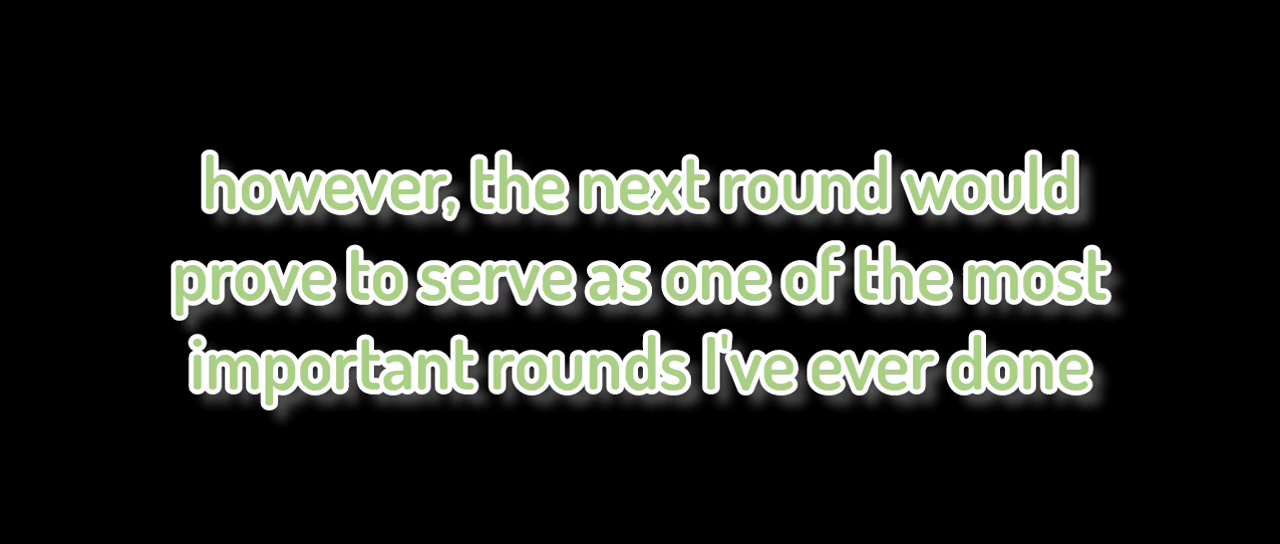 however, the next round would
prove to serve as one of the most
important rounds I've ever done